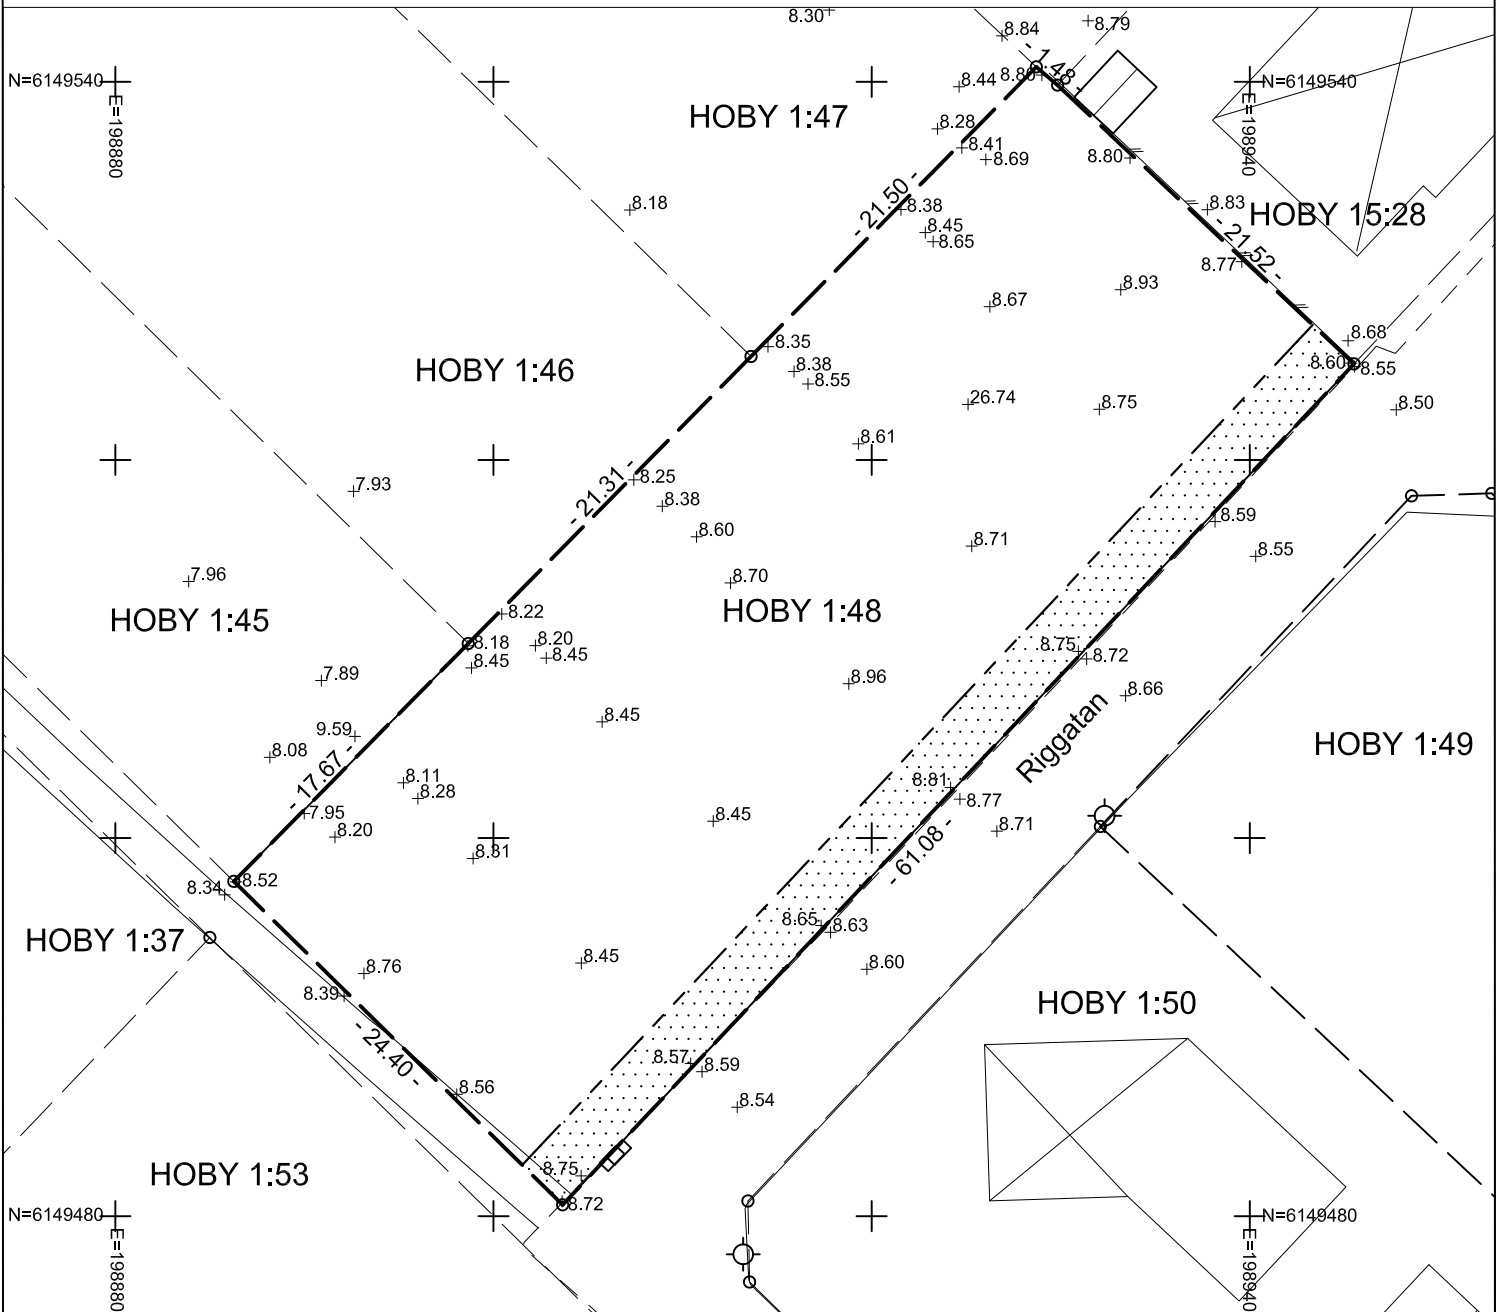 8.30
8.84
8.79
N=6149540
E=198880
8.44
8.80
- 1.48 -
N=6149540
E=198940
HOBY 1:47
8.28
8.41
8.69
8.80
- 21.50 -
8.18
8.38
8.83
HOBY 15:28
8.45
8.65
- 21.52 -
8.77
8.93
8.67
8.35
8.68
HOBY 1:46
8.38
8.55
8.60
8.55
26.74
8.75
8.50
8.61
- 21.31 -
8.25
7.93
8.38
8.59
8.60
8.71
8.55
7.96
8.70
HOBY 1:45
8.22
HOBY 1:48
8.18
8.20
8.45
8.45
8.75
8.72
7.89
8.96
8.66
Riggatan
8.45
9.59
8.08
HOBY 1:49
- 17.67 -
8.11
8.28
8.81
8.77
7.95
8.20
8.45
8.71
8.31
- 61.08 -
8.34
8.52
8.65
8.63
HOBY 1:37
8.76
8.45
8.60
8.39
HOBY 1:50
- 24.40 -
8.57
8.59
8.56
8.54
HOBY 1:53
8.75
8.72
N=6149480
E=198880
N=6149480
E=198940